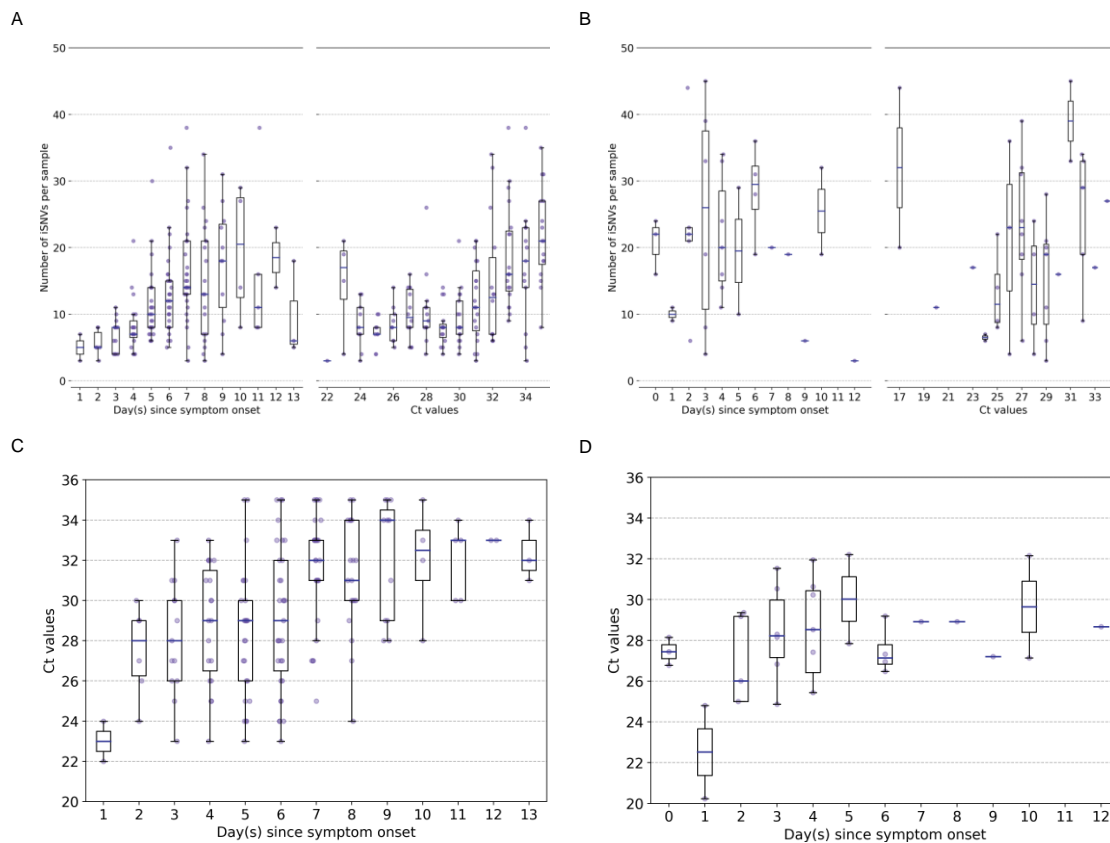 A
B
50
40
30
20
10
0
Number of iSNVs per sample
1 2 3 4 5 6 7 8 9 10 11 12 13
Day(s) since symptom onset
22 24 26 28 30 32 34
Ct values
50
40
30
20
10
0
Number of iSNVs per sample
0 1 2 3 4 5 6 7 8 9 10 11 12
Day(s) since symptom onset
17 19 21 23 25 27 29 31 33
Ct values
C
D
36
34
32
30
28
26
24
22
20
Ct values
1 2 3 4 5 6 7 8 9 10 11 12 13
Day(s) since symptom onset
36
34
32
30
28
26
24
22
20
Ct values
0 1 2 3 4 5 6 7 8 9 10 11 12
Day(s) since symptom onset